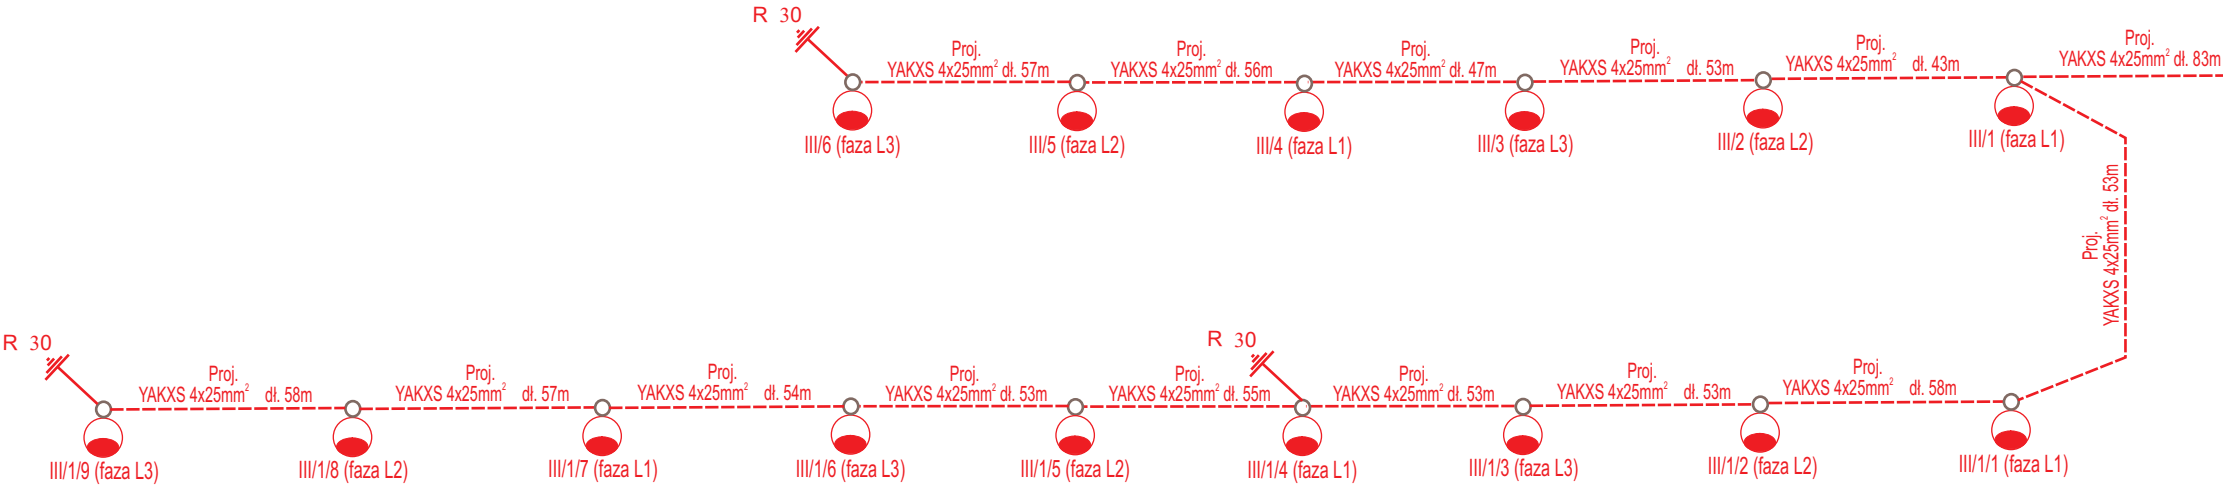 R 30
Proj.
YAKXS 4x25mm² dł. 57m
Proj.
YAKXS 4x25mm² dł. 56m
Proj.
YAKXS 4x25mm² dł. 47m
Proj.
YAKXS 4x25mm² dł. 53m
Proj.
YAKXS 4x25mm² dł. 43m
Proj.
YAKXS 4x25mm² dł. 83m
III/6 (faza L3)
III/5 (faza L2)
III/4 (faza L1)
III/3 (faza L3)
III/2 (faza L2)
III/1 (faza L1)
Proj.
YAKXS 4x25mm² dł. 53m
R 30
R 30
Proj.
YAKXS 4x25mm² dł. 58m
Proj.
YAKXS 4x25mm² dł. 57m
Proj.
YAKXS 4x25mm² dł. 54m
Proj.
YAKXS 4x25mm² dł. 53m
Proj.
YAKXS 4x25mm² dł. 55m
Proj.
YAKXS 4x25mm² dł. 53m
Proj.
YAKXS 4x25mm² dł. 53m
Proj.
YAKXS 4x25mm² dł. 58m
III/1/9 (faza L3)
III/1/8 (faza L2)
III/1/7 (faza L1)
III/1/6 (faza L3)
III/1/5 (faza L2)
III/1/4 (faza L1)
III/1/3 (faza L3)
III/1/2 (faza L2)
III/1/1 (faza L1)